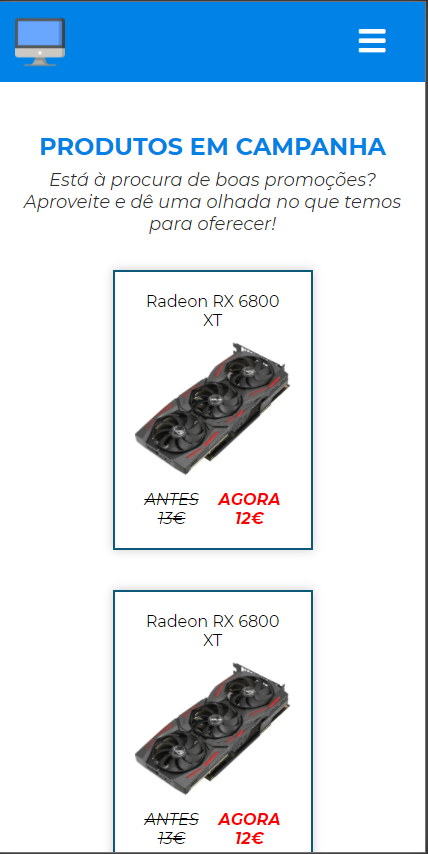 PRODUTOS EM CAMPANHA
Está à procura de boas promoções?
Aproveite e dê uma olhada no que temos
para oferecer!
Radeon RX 6800
XT
ANTES AGORA
13€ 12€
Radeon RX 6800
XT
ANTES AGORA
13€ 12€